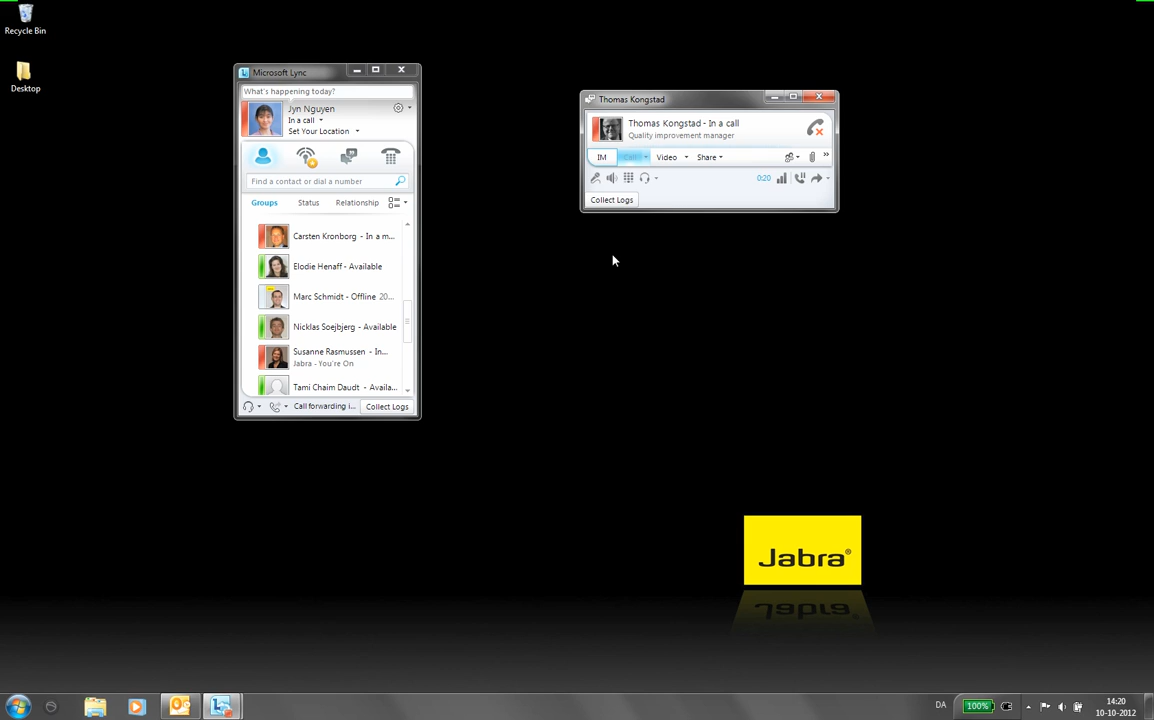 Recycle Bin
Desktop
Microsoft Lync
What's happening today?
Jyn Nguyen
In a call
Set Your Location
Find a contact or dial a number
Groups Status Relationship
Carsten Kronborg - In a m...
Elodie Henaff - Available
Marc Schmidt - Offline 20...
Nicklas Soejbjerg - Available
Susanne Rasmussen - In...
Jabra - You're On
Tami Chaim Daudt - Availa...
Call forwarding i... Collect Logs
Thomas Kongstad
Thomas Kongstad - In a call
Quality improvement manager
IM Call Video Share
0:20
Collect Logs
Jabra®
DA 100% 14:20
10-10-2012